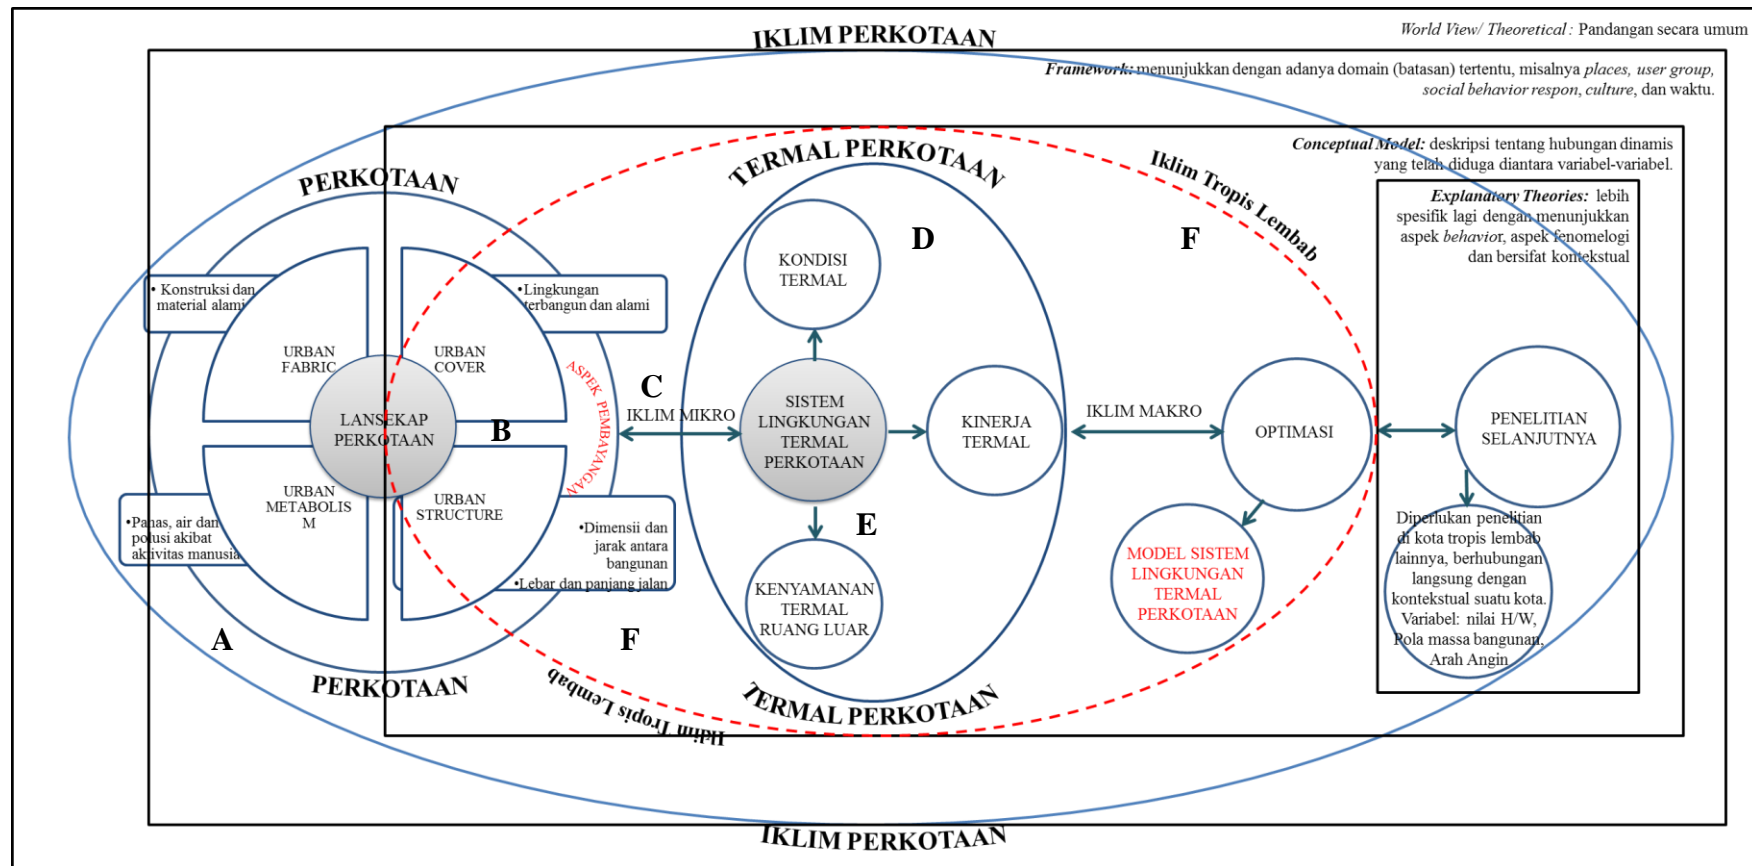 IKLIM PERKOTAAN
World View/ Theoretical : Pandangan secara umum
Framework: menunjukkan dengan adanya domain (batasan) tertentu, misalnya places, user group,
social behavior respon, culture, dan waktu.
Conceptual Model: deskripsi tentang hubungan dinamis
yang telah diduga diantara variabel-variabel.
Explanatory Theories: lebih
spesifik lagi dengan menunjukkan
aspek behavior, aspek fenomelogi
dan bersifat kontekstual
PERKOTAAN
• Konstruksi dan
material alami
•Lingkungan
terbangun dan alami
URBAN
FABRIC
URBAN
COVER
LANSEKAP
PERKOTAAN
B
ASPEK PEMBAYANGAN
URBAN
METABOLIS
M
URBAN
STRUCTURE
•Panas, air dan
polusi akibat
aktivitas manusia
•Dimensii dan
jarak antara
bangunan
•Lebar dan panjang jalan
A
F
PERKOTAAN
C
IKLIM MIKRO
TERMAL PERKOTAAN
D
KONDISI
TERMAL
SISTEM
LINGKUNGAN
TERMAL
PERKOTAAN
KINERJA
TERMAL
E
KENYAMANAN
TERMAL
RUANG LUAR
TERMAL PERKOTAAN
Iklim Tropis Lembab
F
IKLIM MAKRO
OPTIMASI
MODEL SISTEM
LINGKUNGAN
TERMAL
PERKOTAAN
PENELITIAN
SELANJUTNYA
Diperlukan penelitian
di kota tropis lembab
lainnya, berhubungan
langsung dengan
kontekstual suatu kota.
Variabel: nilai H/W,
Pola massa bangunan,
Arah Angin
Iklim Tropis Lembab
IKLIM PERKOTAAN